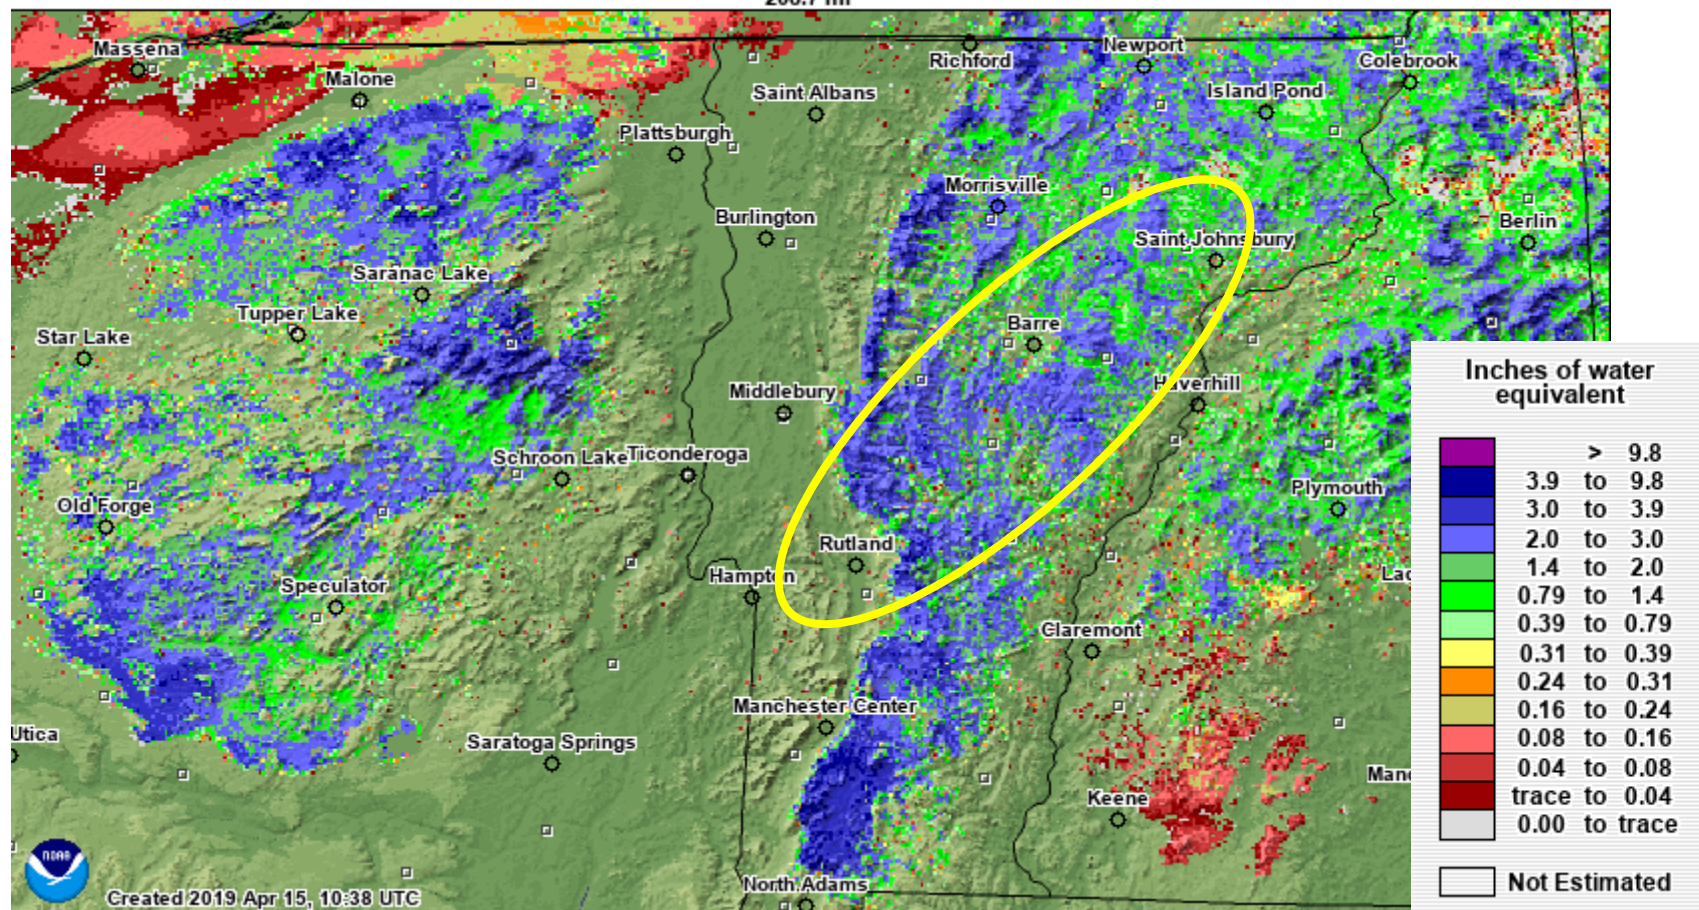 Massena
Malone
Richford
Newport
Colebrook
Saint Albans
Island Pond
Plattsburgh
Morrisville
Burlington
Berlin
Saint Johnsbury
Saranac Lake
Tupper Lake
Star Lake
Barre
Middlebury
Haverhill
Schroon Lake
Ticonderoga
Plymouth
Old Forge
Rutland
Hampton
Speculator
Claremont
Manchester Center
Utica
Saratoga Springs
Keene
North Adams
NOAA
Created 2019 Apr 15, 10:38 UTC
Inches of water
equivalent
> 9.8
3.9 to 9.8
3.0 to 3.9
2.0 to 3.0
1.4 to 2.0
0.79 to 1.4
0.39 to 0.79
0.31 to 0.39
0.24 to 0.31
0.16 to 0.24
0.08 to 0.16
0.04 to 0.08
trace to 0.04
0.00 to trace
Not Estimated